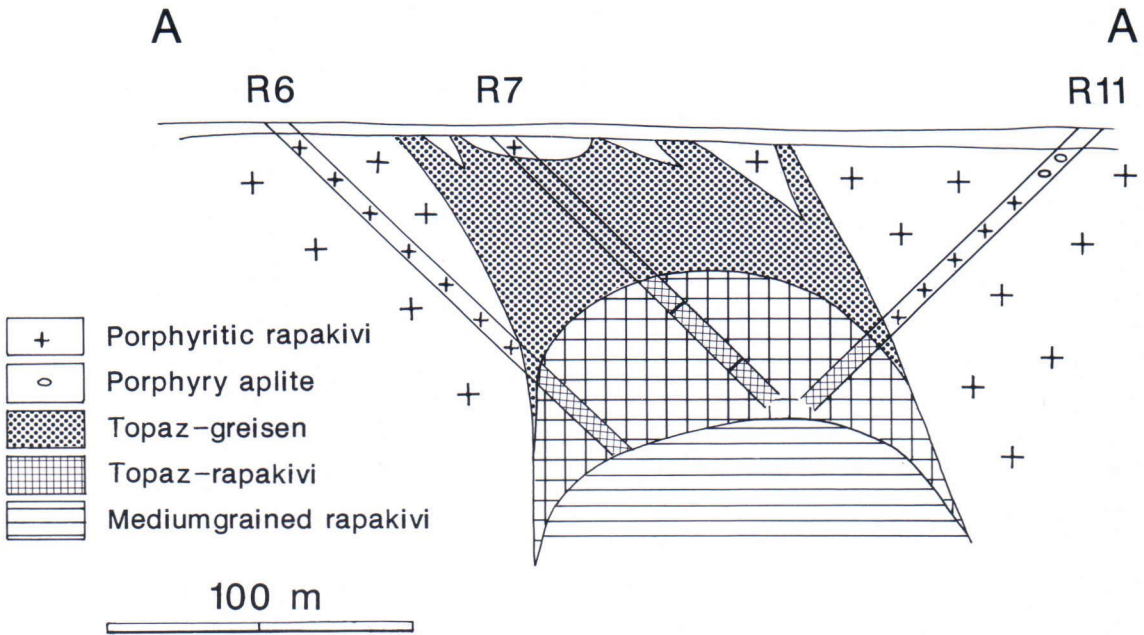 A A
R6 R7 R11
Porphyritic rapakivi
Porphyry aplite
Topaz-greisen
Topaz-rapakivi
Mediumgrained rapakivi
100 m